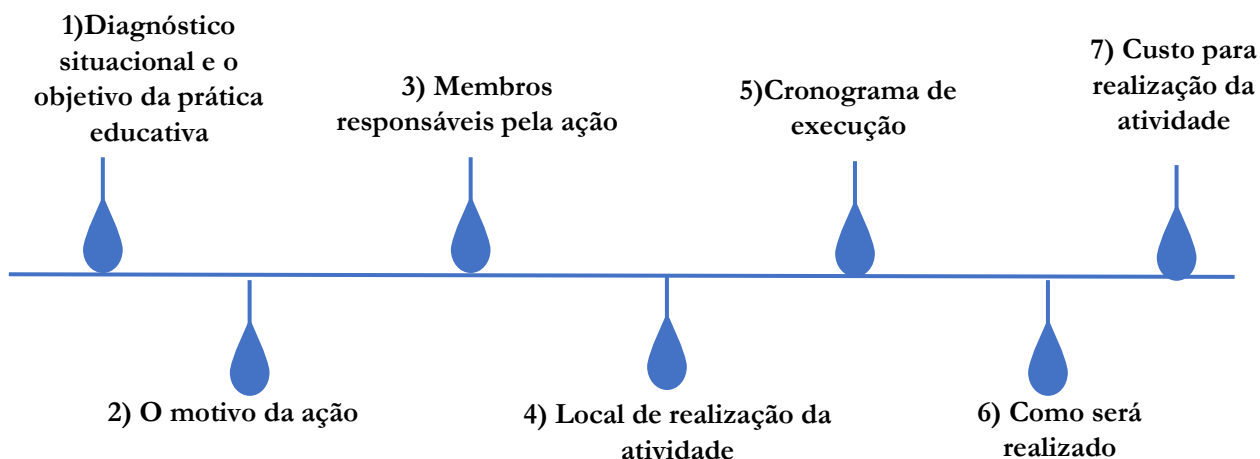 1)Diagnóstico
situacional e o
objetivo da prática
educativa
2) O motivo da ação
3) Membros
responsáveis pela ação
4) Local de realização da
atividade
5)Cronograma de
execução
6) Como será
realizado
7) Custo para
realização da
atividade